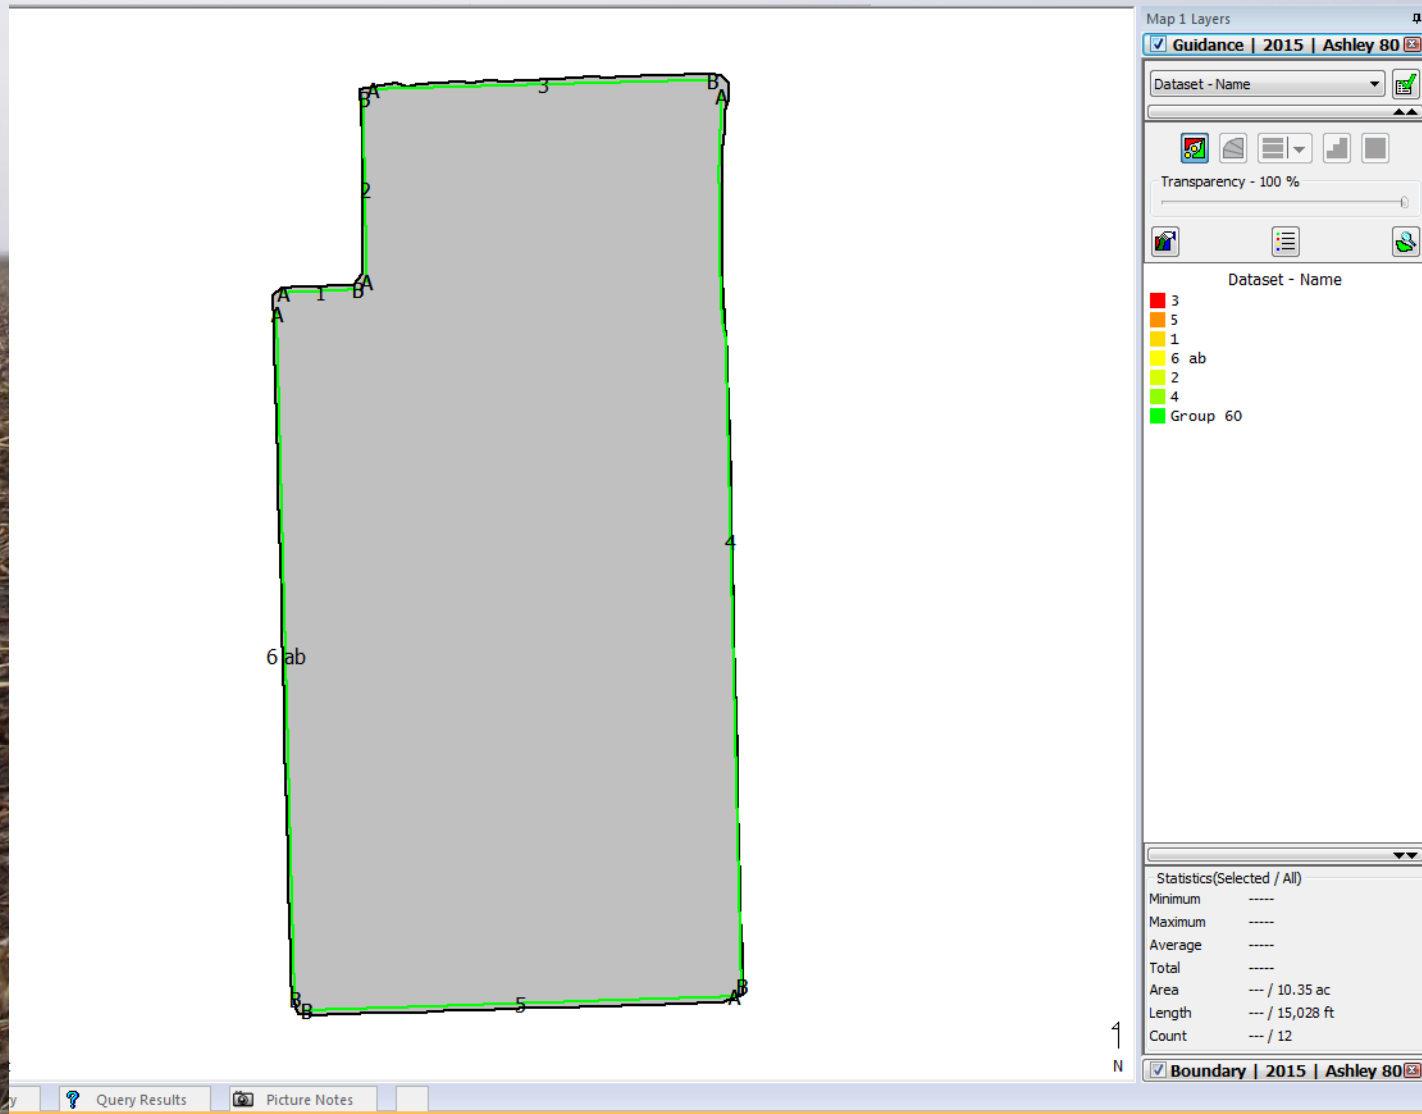 Map 1 Layers
Guidance | 2015 | Ashley 80
Dataset - Name
Transparency - 100 %
Dataset - Name
3
5
1
6 ab
2
4
Group 60
Statistics(Selected / All)
Minimum -----
Maximum -----
Average -----
Total -----
Area --- / 10.35 ac
Length --- / 15,028 ft
Count --- / 12
Boundary | 2015 | Ashley 80
A 3 B
B A
2
A 1 B A
A
4
6 ab
B B 5 A B
N
y Query Results Picture Notes